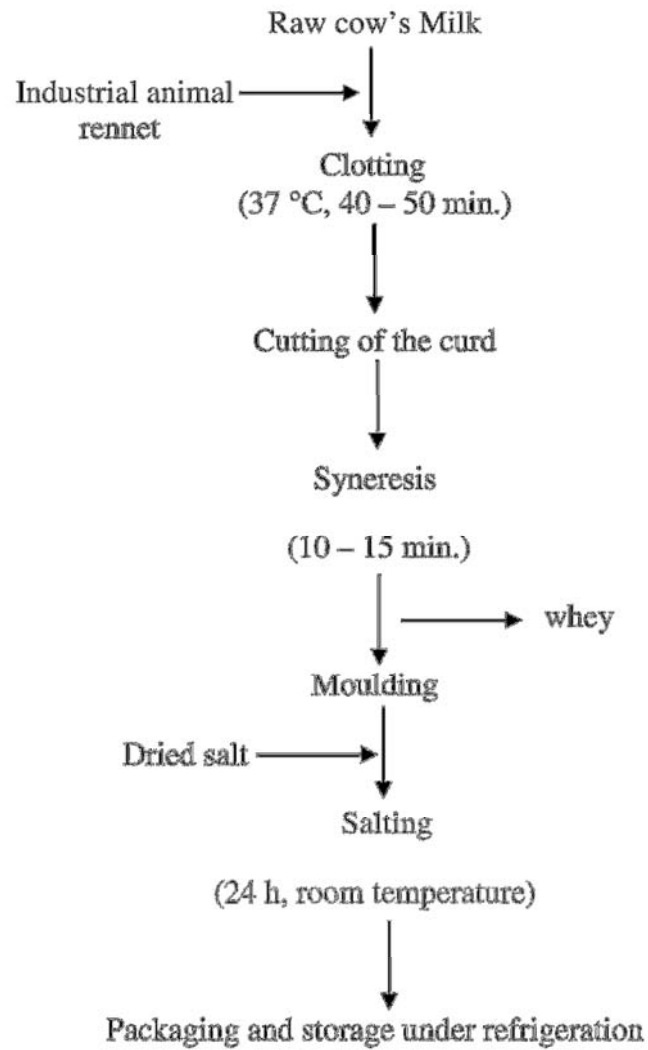 Raw cow's Milk
Industrial animal
rennet
Clotting
(37 °C, 40 – 50 min.)
Cutting of the curd
Syneresis
(10 – 15 min.)
whey
Moulding
Dried salt
Salting
(24 h, room temperature)
Packaging and storage under refrigeration